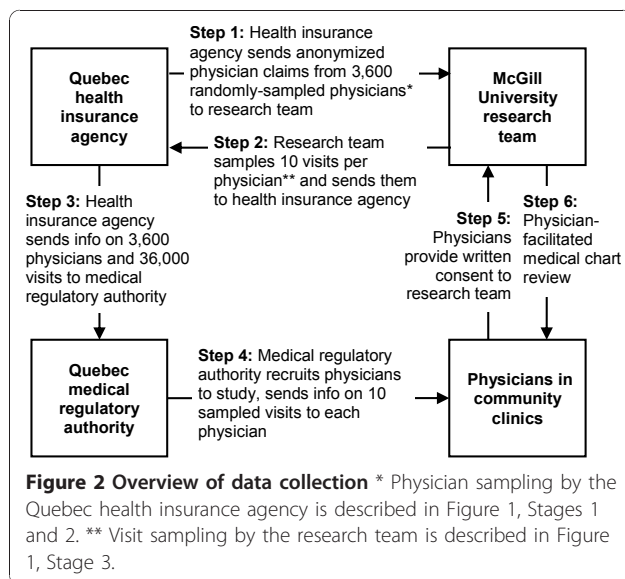 Step 1: Health insurance
agency sends anonymized
physician claims from 3,600
randomly-sampled physicians*
to research team
Quebec
health
insurance
agency
McGill
University
research
team
Step 2: Research team
samples 10 visits per
physician** and sends them
to health insurance agency
Step 3: Health
insurance agency
sends info on 3,600
physicians and 36,000
visits to medical
regulatory authority
Step 5:
Physicians
provide written
consent to
research team
Step 6:
Physician-
facilitated
medical chart
review
Quebec
medical
regulatory
authority
Step 4: Medical regulatory
authority recruits physicians
to study, sends info on 10
sampled visits to each
physician
Physicians in
community
clinics
Figure 2 Overview of data collection * Physician sampling by the
Quebec health insurance agency is described in Figure 1, Stages 1
and 2. ** Visit sampling by the research team is described in Figure
1, Stage 3.